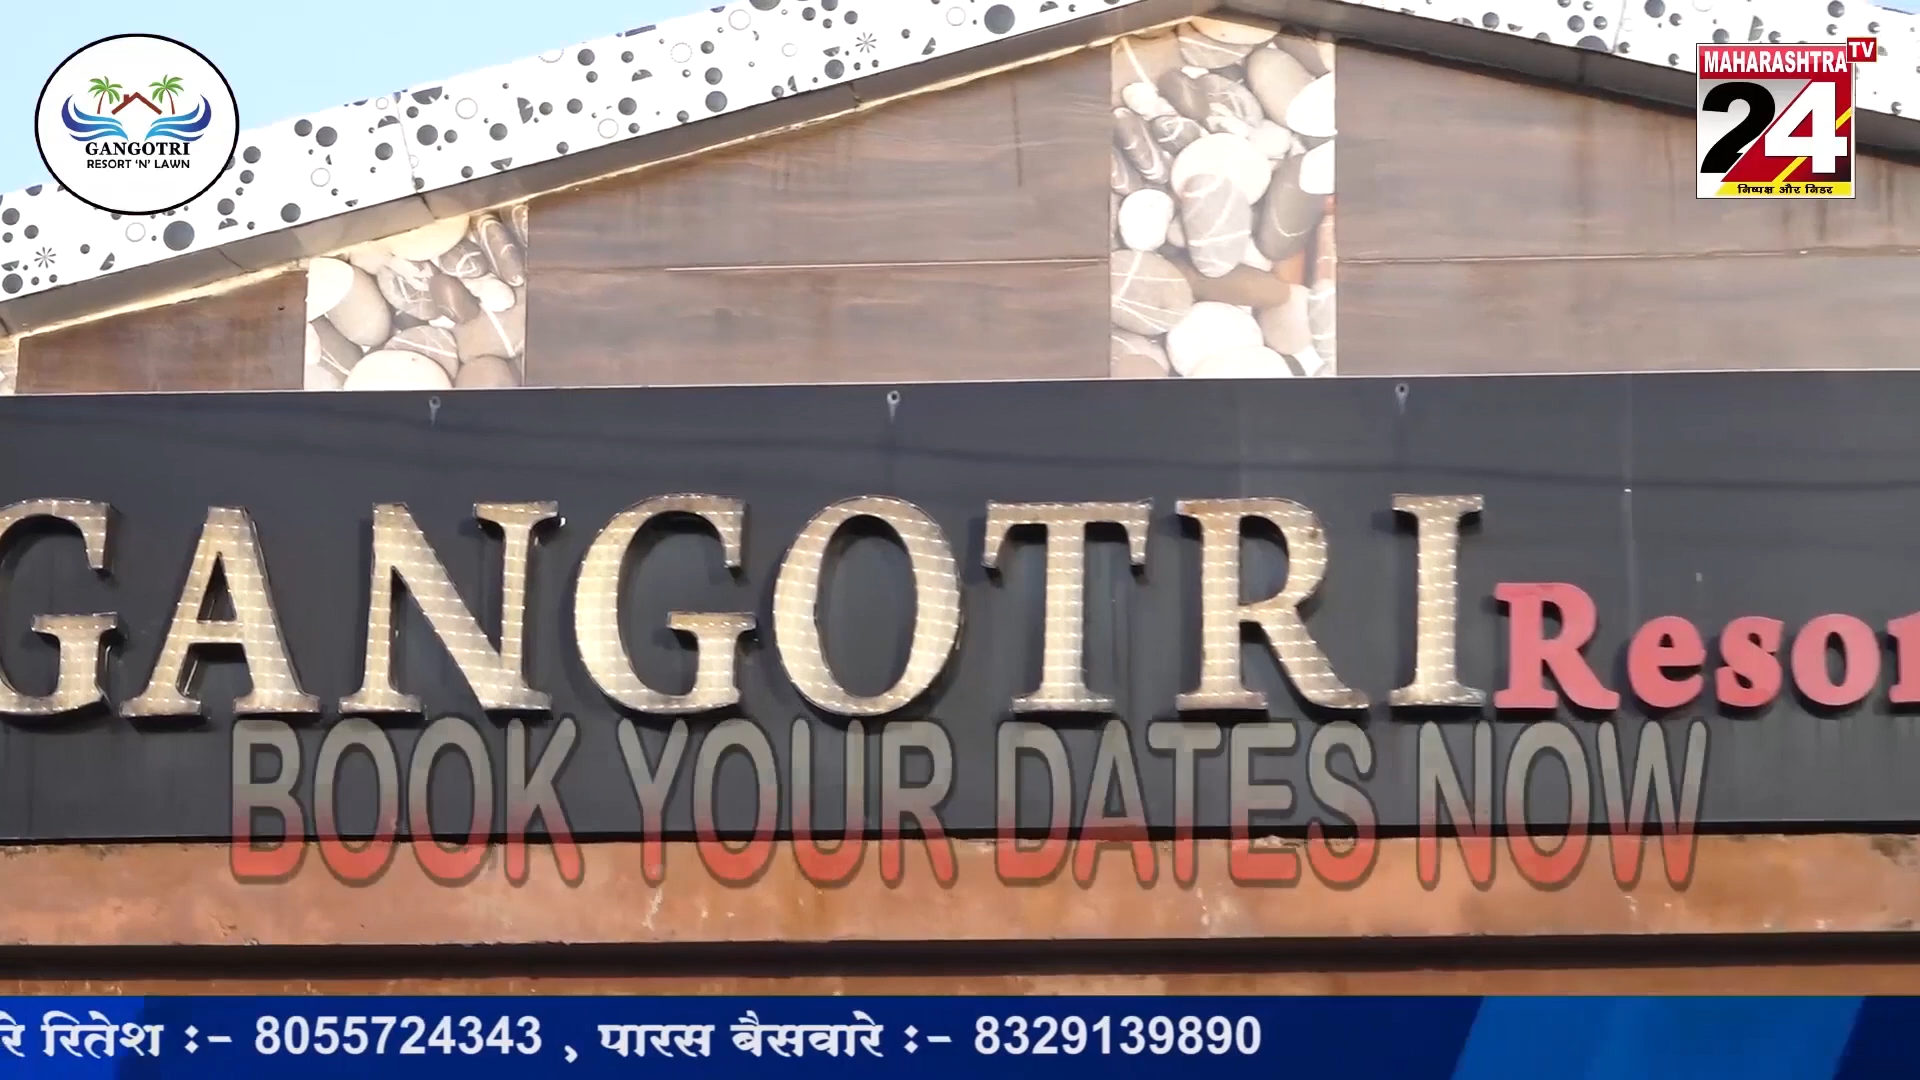 GANGOTRI
RESORT 'N' LAWN
MAHARASHTRA TV
24
निष्पक्ष और निडर
GANGOTRI Resor
BOOK YOUR DATES NOW
रे रितेश :- 8055724343 , पारस बैसवारे :- 8329139890